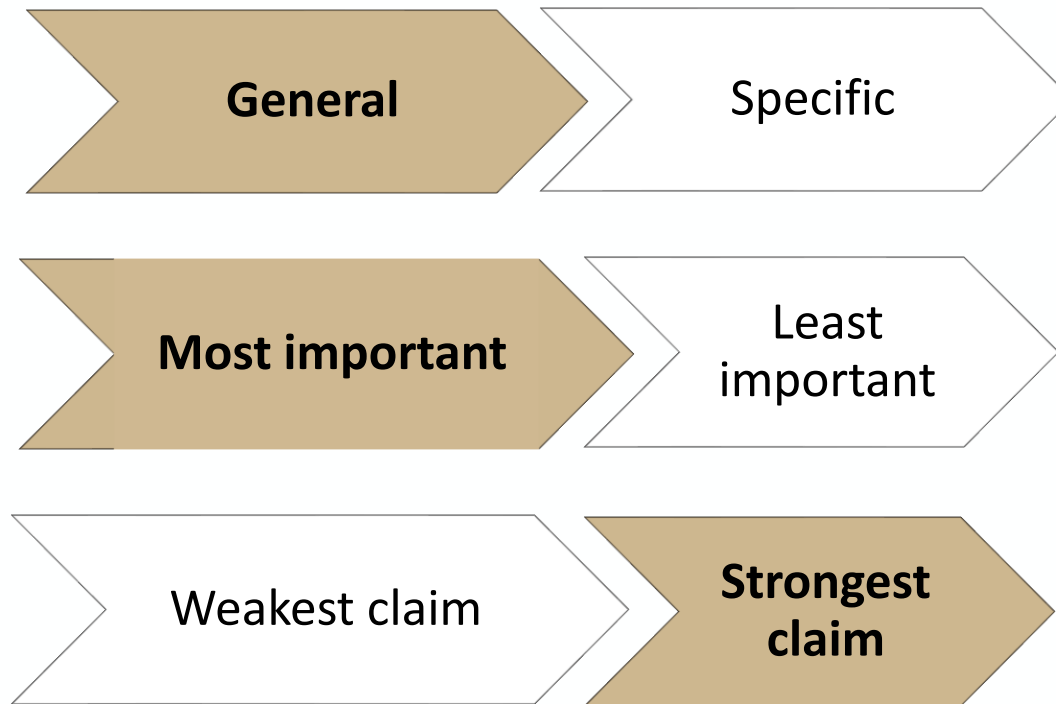 General
Specific
Most important
Least
important
Weakest claim
Strongest
claim